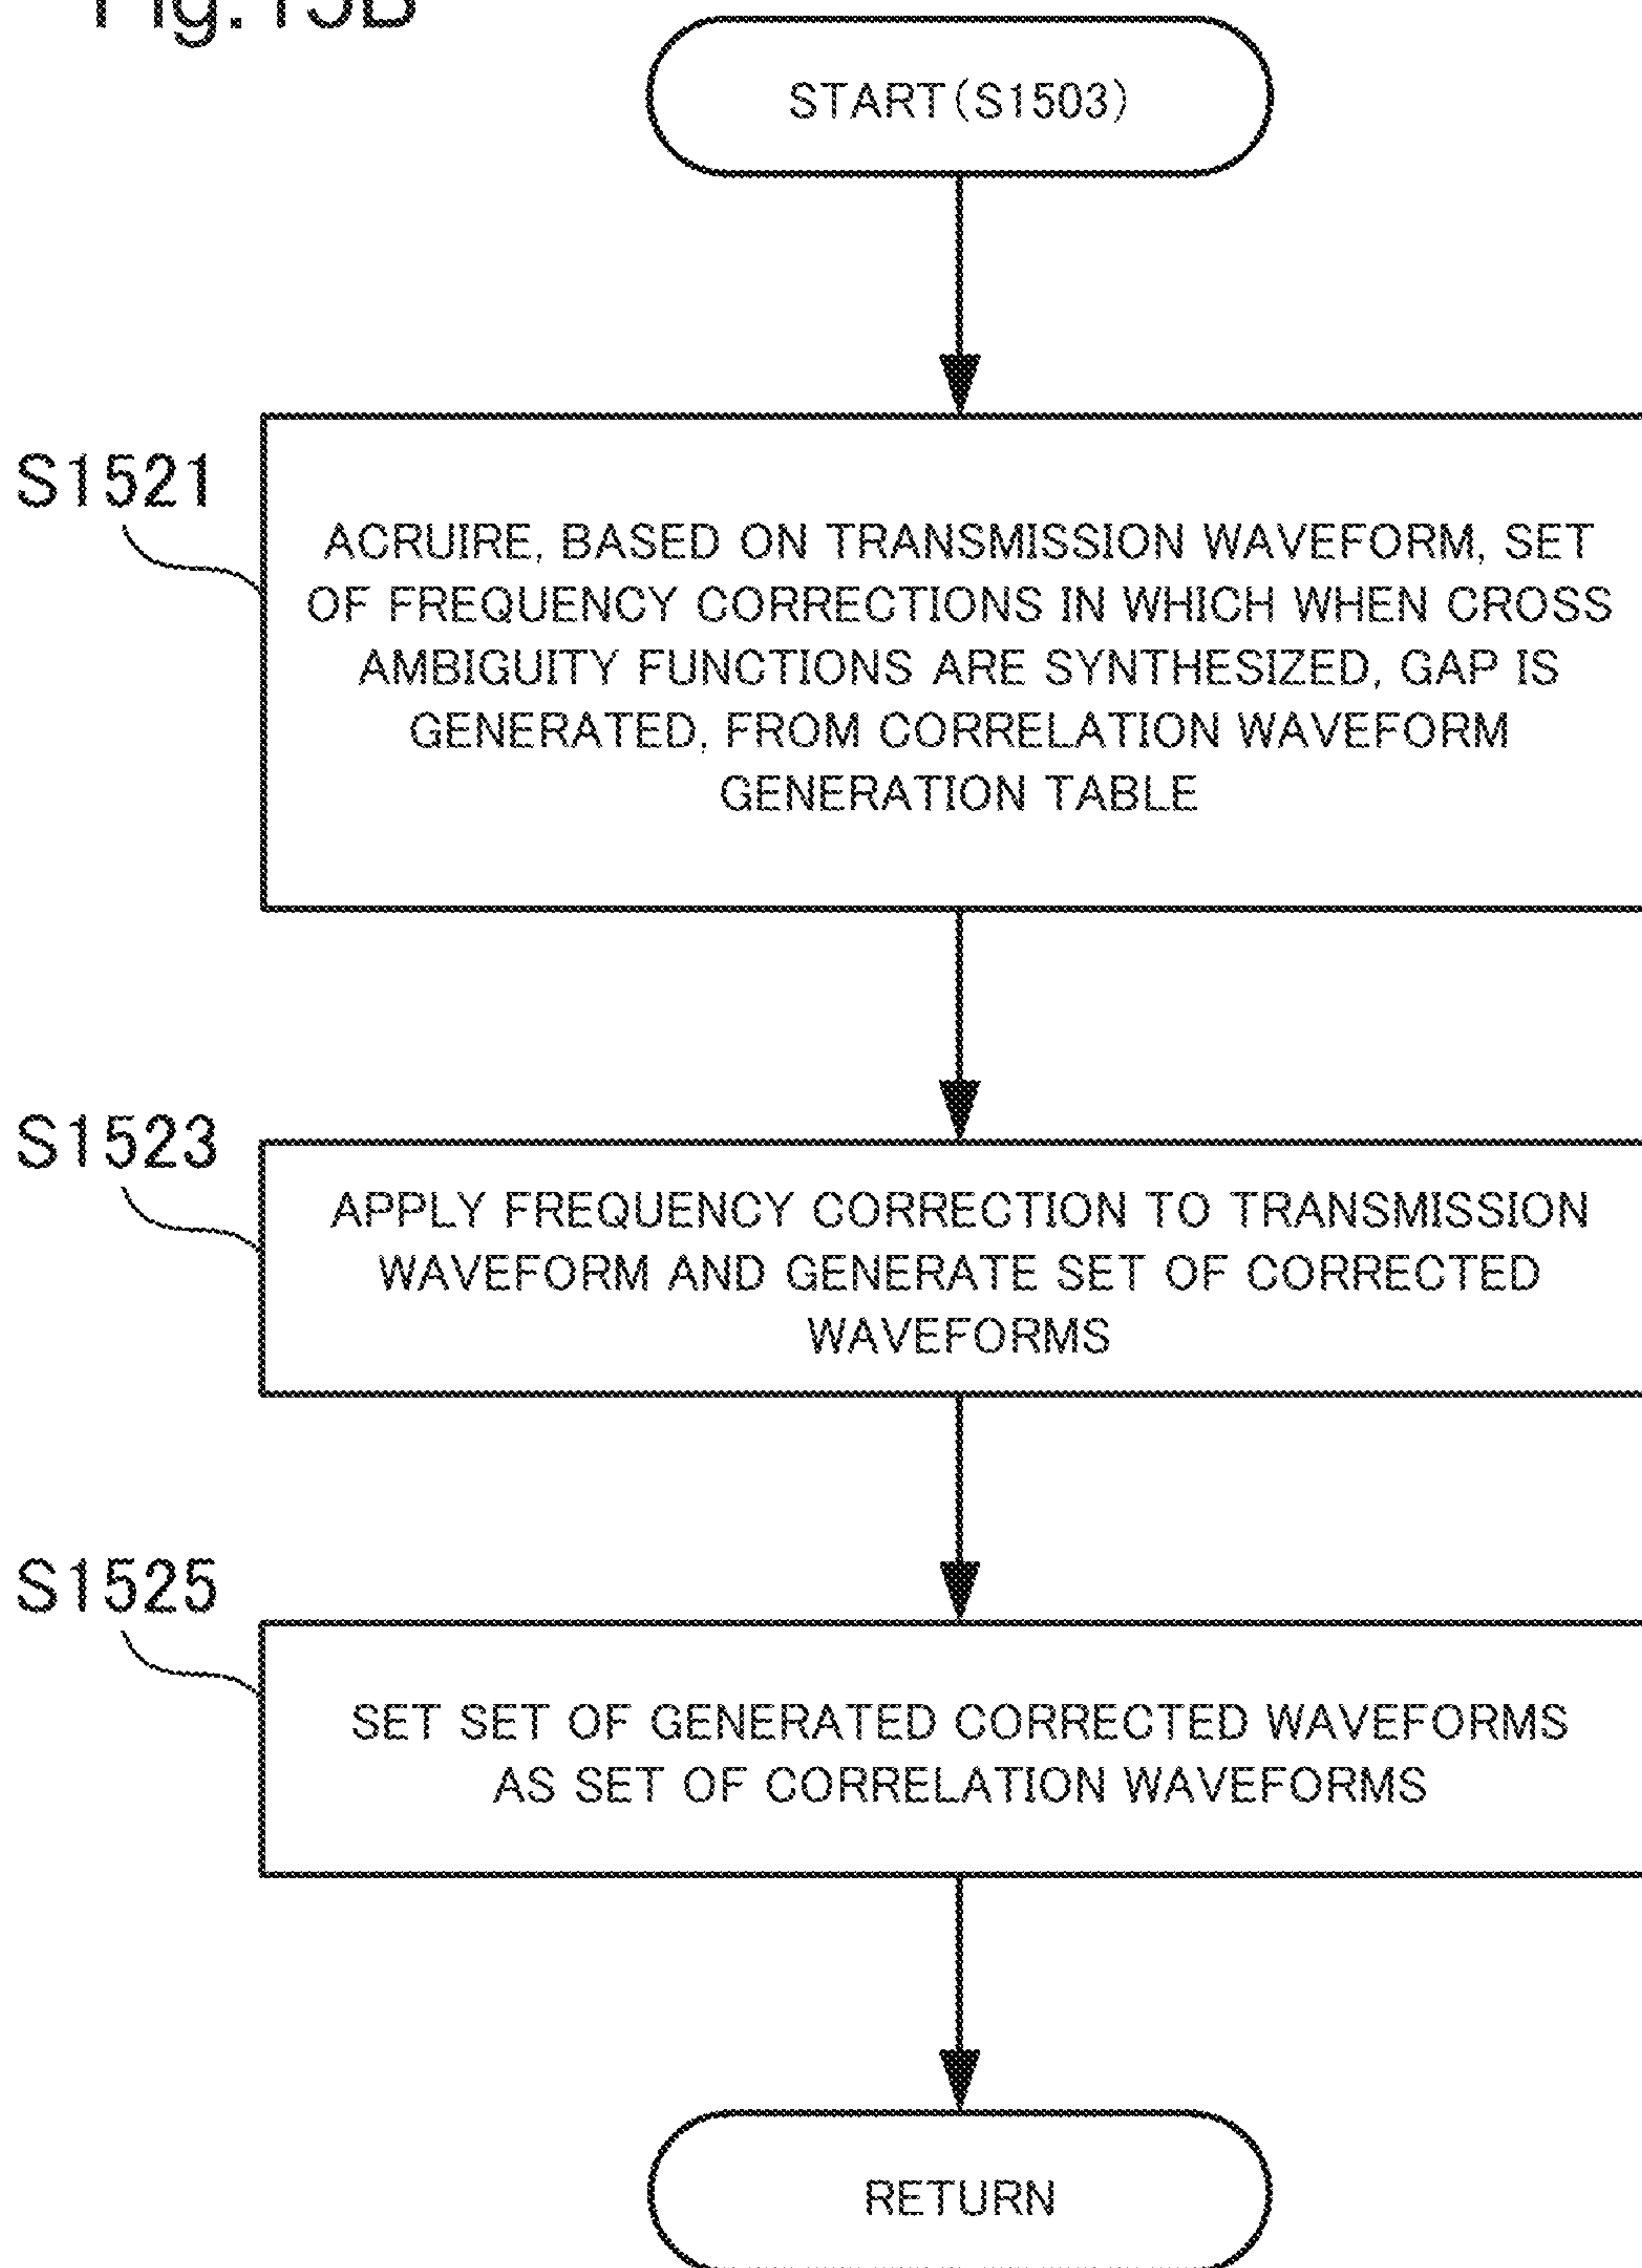 Fig. 15B
START(S1503)
S1521
ACRUIRE, BASED ON TRANSMISSION WAVEFORM, SET
OF FREQUENCY CORRECTIONS IN WHICH WHEN CROSS
AMBIGUITY FUNCTIONS ARE SYNTHESIZED, GAP IS
GENERATED, FROM CORRELATION WAVEFORM
GENERATION TABLE
S1523
APPLY FREQUENCY CORRECTION TO TRANSMISSION
WAVEFORM AND GENERATE SET OF CORRECTED
WAVEFORMS
S1525
SET SET OF GENERATED CORRECTED WAVEFORMS
AS SET OF CORRELATION WAVEFORMS
RETURN